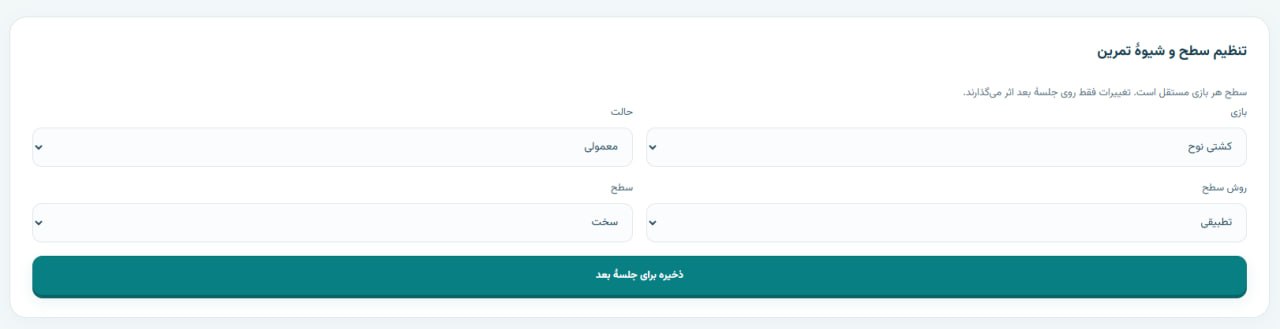 تنظیم سطح و شیوهٔ تمرین
سطح هر بازی مستقل است. تغییرات فقط روی جلسهٔ بعد اثر می‌گذارند.
بازی
حالت
کشتی نوح
معمولی
روش سطح
سطح
تطبیقی
سخت
ذخیره برای جلسهٔ بعد